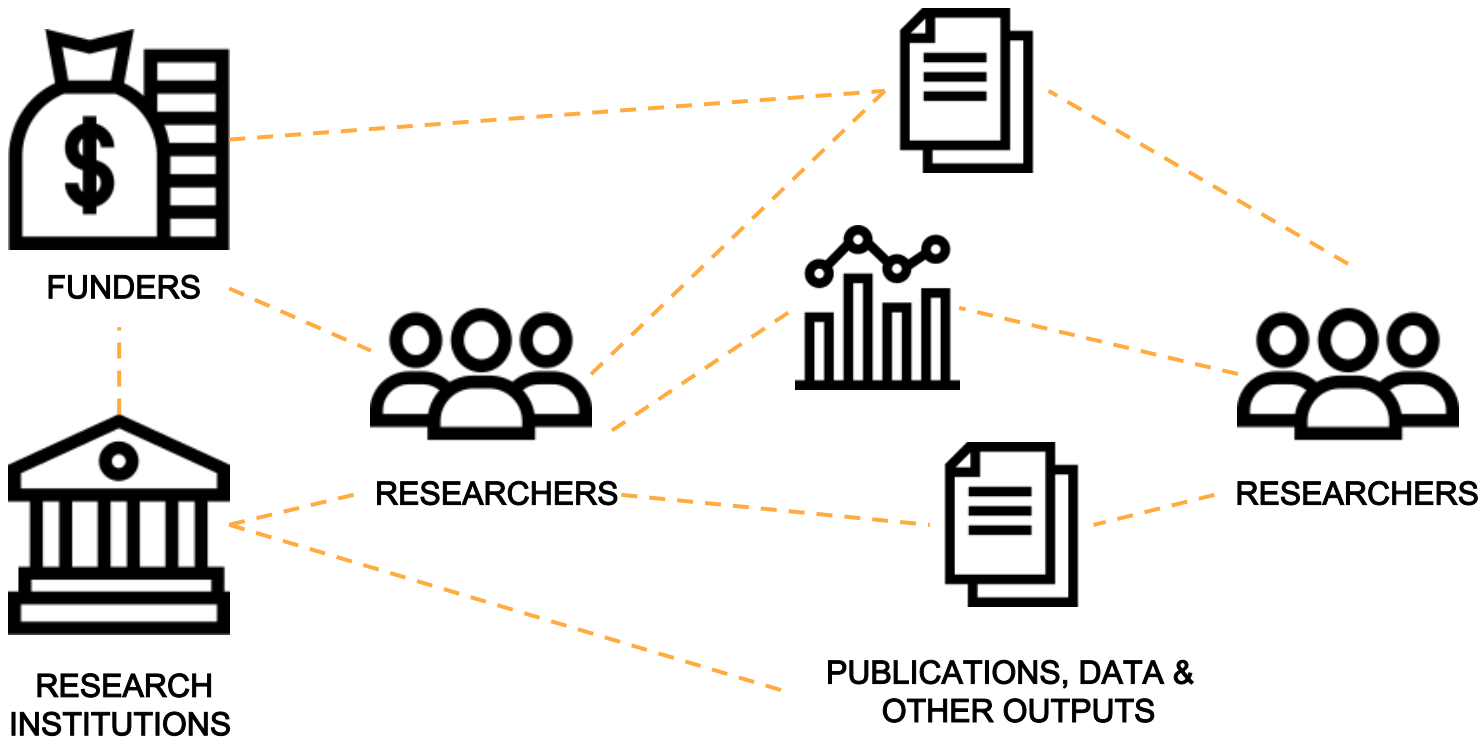 $
FUNDERS
RESEARCHERS
RESEARCHERS
RESEARCH
INSTITUTIONS
PUBLICATIONS, DATA &
OTHER OUTPUTS